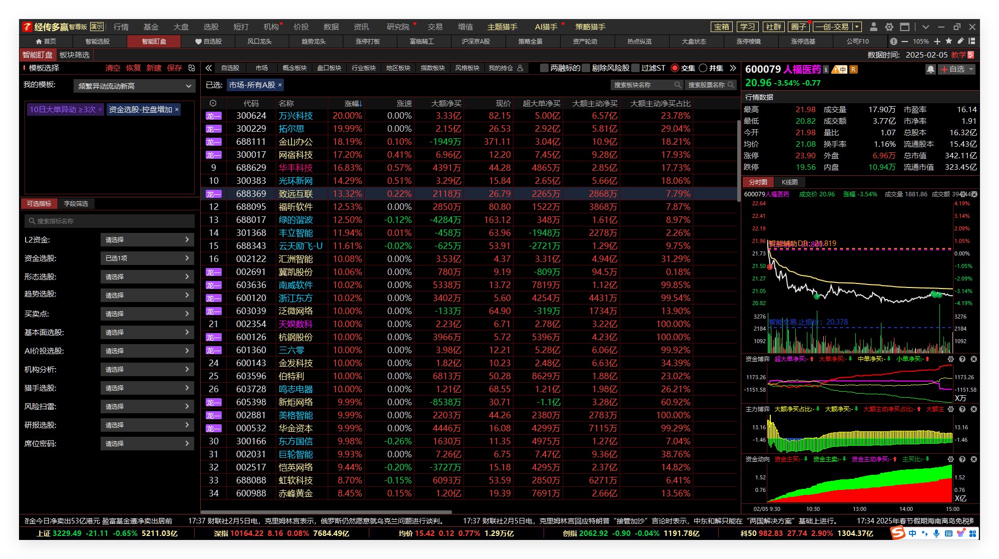 经传多赢 智尊版 演示 行情 基金 大盘 选股 短打 机构 价投 数据 资讯 研究院 交易 增值 主题猎手 AI猎手 策略猎手 宝箱 学习 社群 圈子 一创-交易
首页 智能选股 智能盯盘 自选股 风口龙头 趋势龙头 涨停打板 富临精工 沪深京A股 策略全景 资产轮动 热点纵览 大盘状态 涨停棱镜 涨停选基 公司F10 105%
智能盯盘 板块筛选 数据时间: 2025-02-05 教学
模板选择 清空 恢复 新建 保存
我的模板: 频繁异动流动新高
10日大单异动 ≥3次 × 资金选股-控盘增加 ×
可选指标 字段筛选
搜索指标名称
L2资金: 请选择
资金选股: 已选1项
形态选股: 请选择
趋势选股: 请选择
买卖点: 请选择
基本面选股: 请选择
AI价投选股: 请选择
机构分析: 请选择
猎手选股: 请选择
风险扫雷: 请选择
研报选股: 请选择
席位密码: 请选择
自选股 市场 概念板块 盘口板块 行业板块 地区板块 指数板块 风格板块 我的持仓 两融标的 剔除风险股 过滤ST 交集 并集
已选: 市场-所有A股 × 搜索板块名称 搜索股票名称
代码 名称 涨幅↓ 涨速 大额净买 现价 超大单净买 大额主动净买 大额主动净买占比
龙一 300624 万兴科技 20.00% 0.00% 3.33亿 82.15 5.00亿 6.57亿 23.78%
龙一 300229 拓尔思 19.99% 0.00% 2.15亿 26.53 2.92亿 5.81亿 29.04%
龙一 688111 金山办公 18.19% 0.10% -1949万 371.11 3.04亿 10.9亿 18.21%
龙一 300017 网宿科技 17.20% 0.41% 6.96亿 12.20 7.45亿 9.28亿 17.93%
9 688629 华丰科技 16.83% 0.57% 4391万 44.28 4865万 2.85亿 17.73%
10 300383 光环新网 14.29% 0.51% 3.29亿 15.84 2.65亿 5.66亿 18.06%
龙一 688369 致远互联 13.32% 0.22% 2118万 26.79 2265万 2868万 7.79%
12 688095 福昕软件 12.53% 0.00% 2850万 80.80 1522万 3868万 7.87%
13 688017 绿的谐波 12.50% -0.12% -4284万 163.12 348万 1.61亿 8.97%
14 301368 丰立智能 11.94% 0.01% -458万 63.96 -1948万 2278万 2.26%
15 688343 云天励飞-U 11.61% -0.02% -625万 53.91 -2721万 1.29亿 9.75%
16 002122 汇洲智能 10.08% 0.00% 3.53亿 4.37 3.31亿 4.94亿 31.29%
龙一 002691 冀凯股份 10.06% 0.00% 780万 9.19 -809万 94.5万 0.18%
龙一 603636 南威软件 10.02% 0.00% 5338万 13.72 7819万 1.12亿 99.85%
龙一 600120 浙江东方 10.02% 0.00% 3402万 5.60 4254万 4431万 99.54%
龙一 603039 泛微网络 10.00% 0.00% -133万 64.90 -319万 1734万 13.90%
21 002354 天娱数科 10.00% 0.00% 2.23亿 6.71 2.78亿 3.22亿 100.00%
龙一 600126 杭钢股份 10.00% 0.00% 3966万 5.72 5396万 4.23亿 100.00%
龙一 601360 三六零 10.00% 0.00% 3.98亿 12.21 5.28亿 6.06亿 99.92%
24 600143 金发科技 10.00% 0.00% 1.82亿 10.23 2.48亿 6.63亿 34.39%
25 603596 伯特利 10.00% 0.00% 6813万 50.28 8629万 1.88亿 23.02%
26 603728 鸣志电器 10.00% 0.00% 1.21亿 68.55 1.21亿 1.98亿 26.21%
龙一 605398 新炬网络 9.99% 0.00% -8538万 30.71 -1.1亿 3.28亿 60.92%
龙一 002881 美格智能 9.99% 0.00% 2203万 44.26 2380万 2783万 100.00%
龙一 000532 华金资本 9.99% 0.00% 4446万 16.08 4299万 7115万 99.29%
30 300166 东方国信 9.98% -0.26% 1630万 11.35 4975万 1.27亿 7.04%
31 002031 巨轮智能 9.93% 0.00% 7.26亿 6.75 7.47亿 9.36亿 38.76%
32 002517 恺英网络 9.44% -0.20% -3727万 15.18 4295万 2.37亿 14.82%
33 688088 虹软科技 8.70% -0.15% 6093万 53.59 2850万 6271万 6.41%
34 600988 赤峰黄金 8.45% 0.15% 1.20亿 19.39 7691万 2.66亿 13.56%
600079 人福医药 中 R +自选
20.96 -3.54% -0.77
行情数据
最高 21.98 成交量 17.90万 市盈率 16.14
最低 20.82 成交额 3.77亿 市净率 1.91
今开 21.98 量比 1.07 总股本 16.32亿
均价 21.08 换手率 1.16% 流通股本 15.43亿
涨停 23.90 外盘 6.96万 总市值 342.11亿
跌停 19.56 内盘 10.94万 流通市值 323.45亿
分时图 K线图
600079人福医药 成交价 20.96 涨幅 -3.54% 成交量 1881.86 成交额
22.64 4.19%
22.41 3.14%
22.19 2.09%
21.96 1.05%
智能辅助DB: 21.819
21.73 0.00%
21.50 -1.05%
21.27 -2.09%
21.05 -3.14%
20.82 -4.19%
3276 3276
智能交易.止损价: 20.378
2184 2184
1092 1092
资金博弈 超大单净买:- 大单净买:- 中单净买:- 小单净买:-
1173.26 1173.26
-1151.58 -1151.58
X万
主力博弈 大额净买占比:- 大额净买:- 大额主动净买占比:- 大额主
13.16 13.16
-1.46 -1.46
资金动向 资金主买:- 资金主卖:- 资金主动净买:- 主买比:-
1.52 1.52
0.76 0.76
X亿
02/05 9:30 10:30 13:00 14:00 15:00
资金今日净卖出53亿港元 盈富基金遭净卖出居前 17:37 财联社2月5日电，克里姆林宫表示，俄罗斯仍然愿意就乌克兰问题进行谈判。 17:37 财联社2月5日电，克里姆林宫回应特朗普“接管加沙”言论时表示，中东和解只能在“两国解决方案”基础上进行。 17:34 2025年春节假期海南离岛免税购
上证 3229.49 -21.11 -0.65% 5211.03亿 深指 10164.22 8.16 0.08% 7684.49亿 均价 15.42 0.12 0.77% 1.29万亿 创指 2062.92 -0.90 -0.04% 1191.78亿 科50 982.83 27.74 2.90% 1304.37亿 中